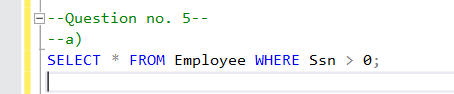 --Question no. 5--
--a)
SELECT * FROM Employee WHERE Ssn > 0;